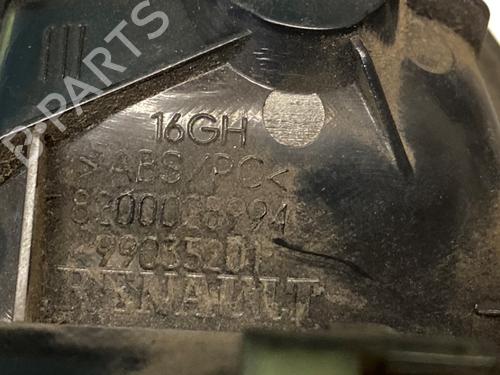 B-PARTS
16GH
>ABS/PC<
8200028994
99035201
RENAULT